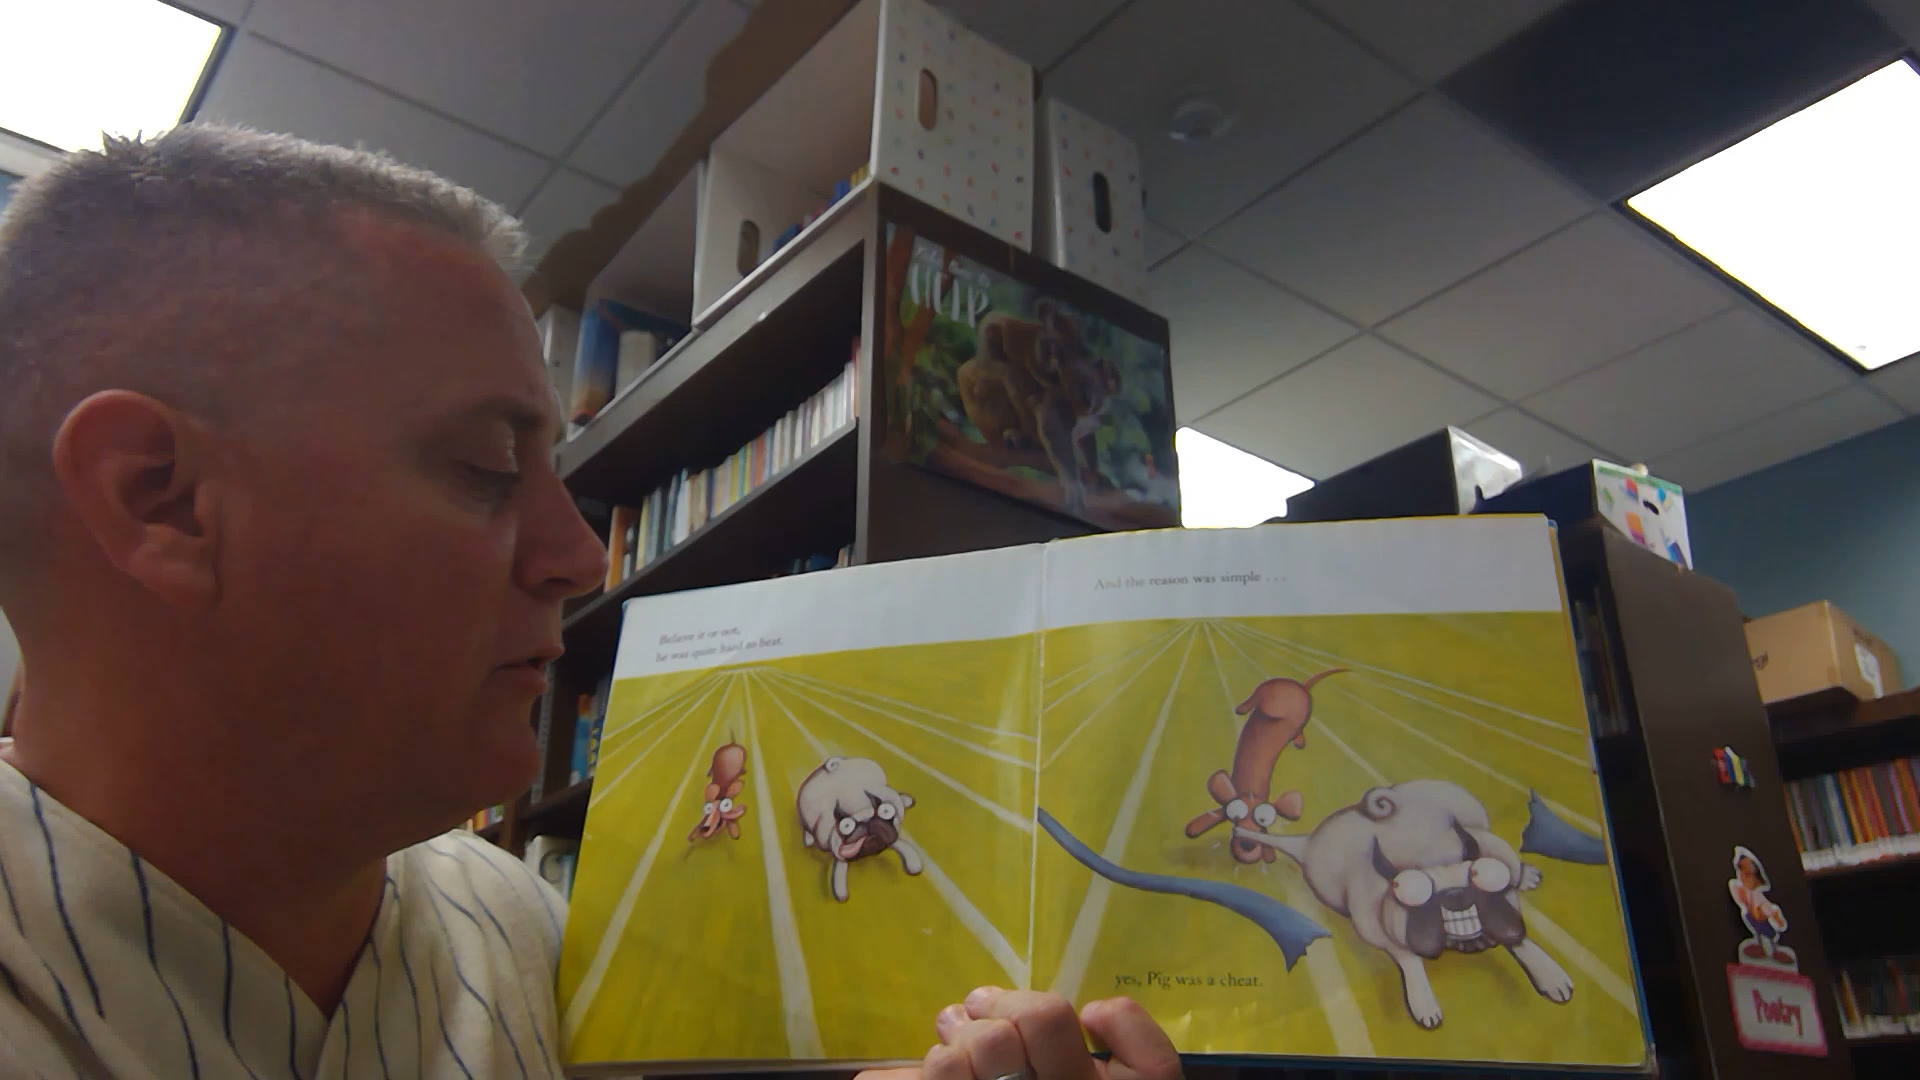 HELP
Believe it or not,
he was quite hard to beat.
And the reason was simple . . .
yes, Pig was a cheat.
Poetry